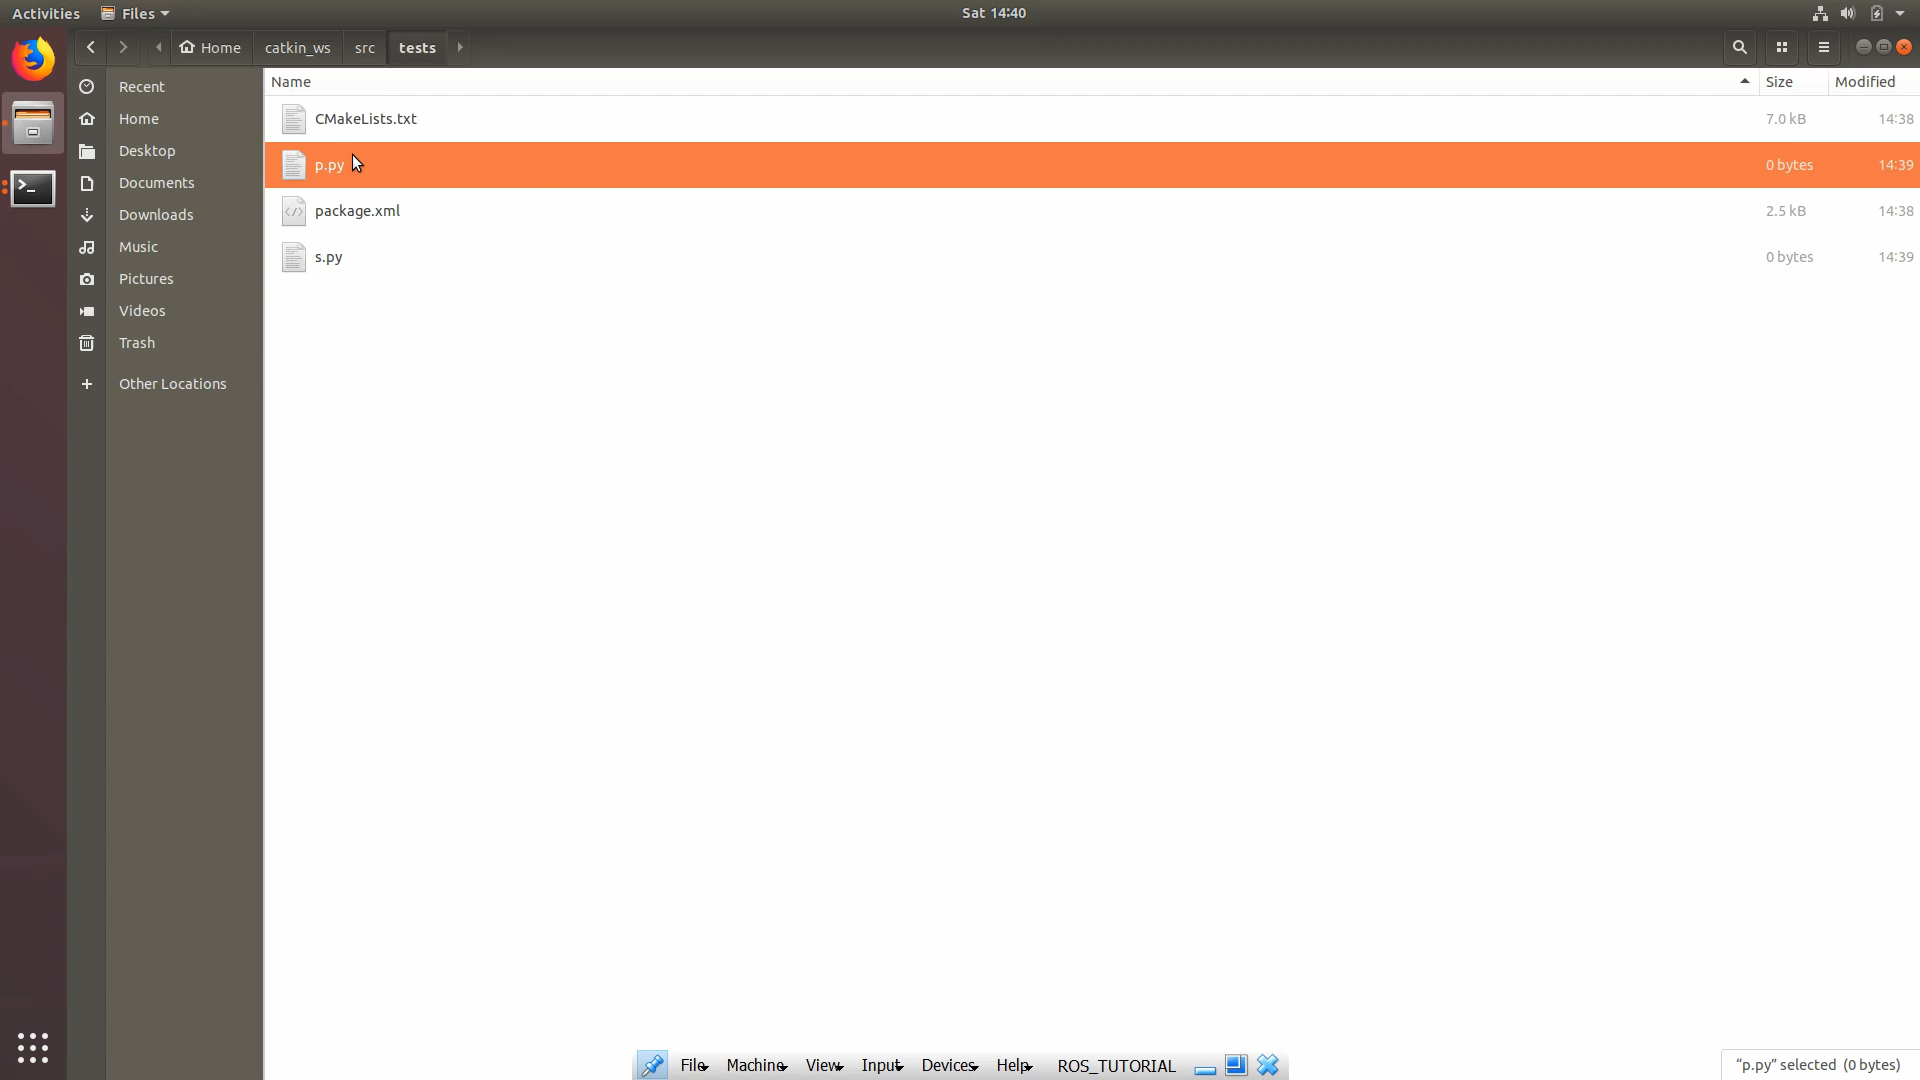 Activities Files Sat 14:40
Home catkin_ws src tests
Name Size Modified
Recent
Home
Desktop
Documents
Downloads
Music
Pictures
Videos
Trash
Other Locations
CMakeLists.txt 7.0 kB 14:38
p.py 0 bytes 14:39
package.xml 2.5 kB 14:38
s.py 0 bytes 14:39
File Machine View Input Devices Help ROS_TUTORIAL
“p.py” selected (0 bytes)